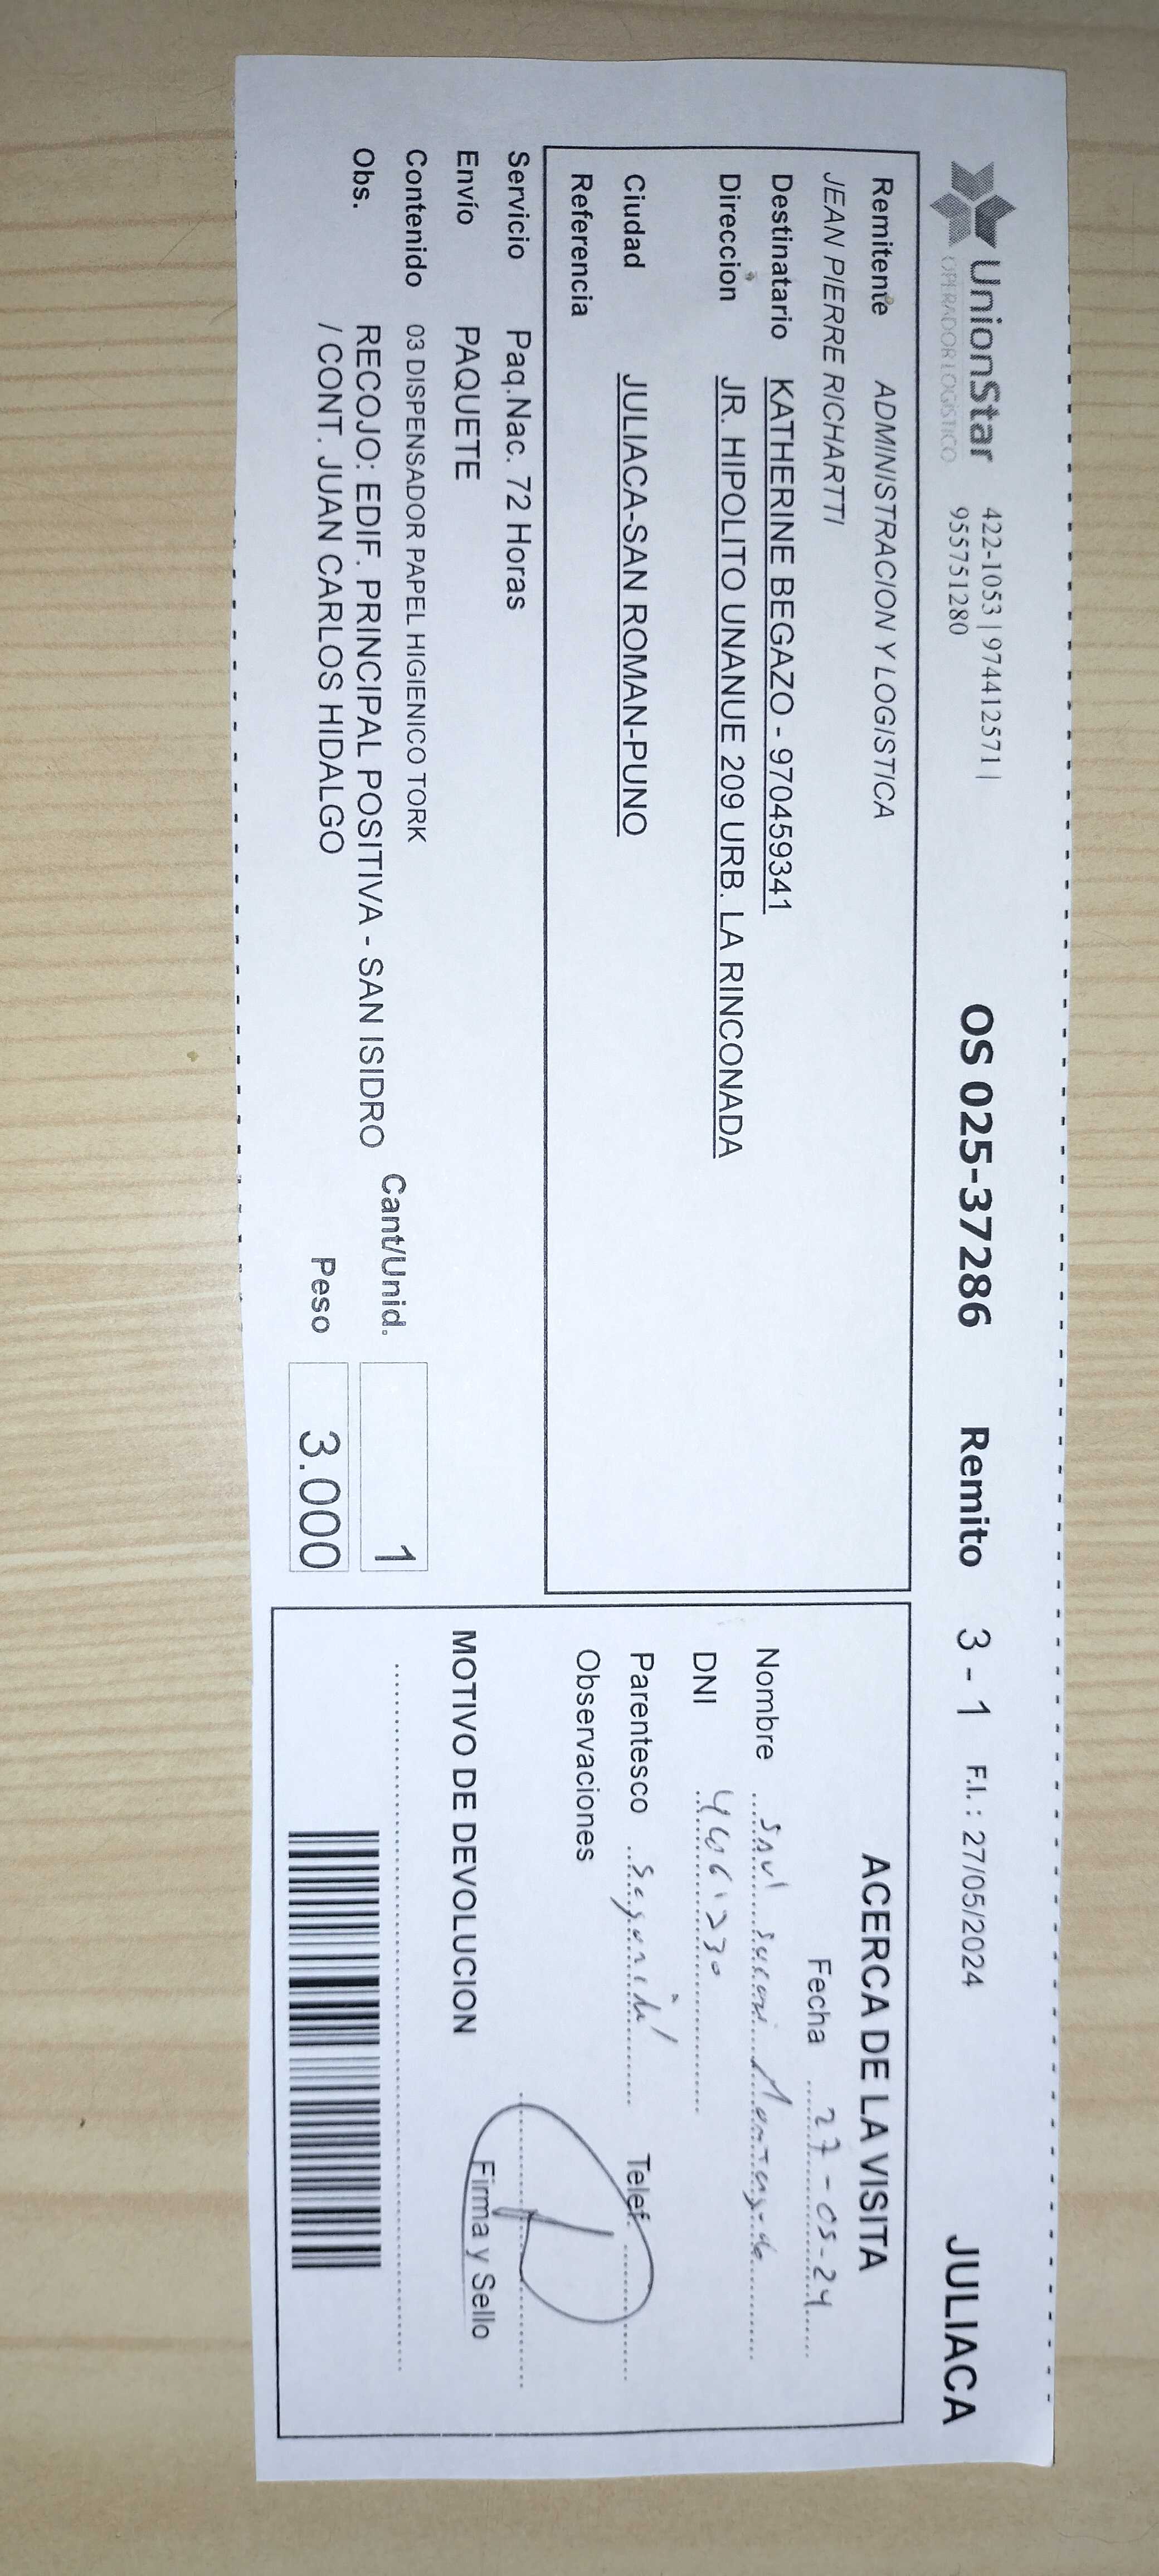 UnionStar
OPERADOR LOGISTICO
422-1053 | 974412571 |
955751280
OS 025-37286 Remito 3 - 1 F.I. : 27/05/2024 JULIACA
Remitente ADMINISTRACION Y LOGISTICA
JEAN PIERRE RICHARTTI
Destinatario KATHERINE BEGAZO - 970459341
Direccion JR. HIPOLITO UNANUE 209 URB. LA RINCONADA
Ciudad JULIACA-SAN ROMAN-PUNO
Referencia
Servicio Paq.Nac. 72 Horas
Envío PAQUETE
Contenido 03 DISPENSADOR PAPEL HIGIENICO TORK
Obs. RECOJO: EDIF. PRINCIPAL POSITIVA - SAN ISIDRO
/ CONT. JUAN CARLOS HIDALGO
Cant/Unid. 1
Peso 3.000
ACERCA DE LA VISITA
Fecha 27-05-24
Nombre Saul
DNI
Parentesco Telef.
Observaciones
Firma y Sello
MOTIVO DE DEVOLUCION